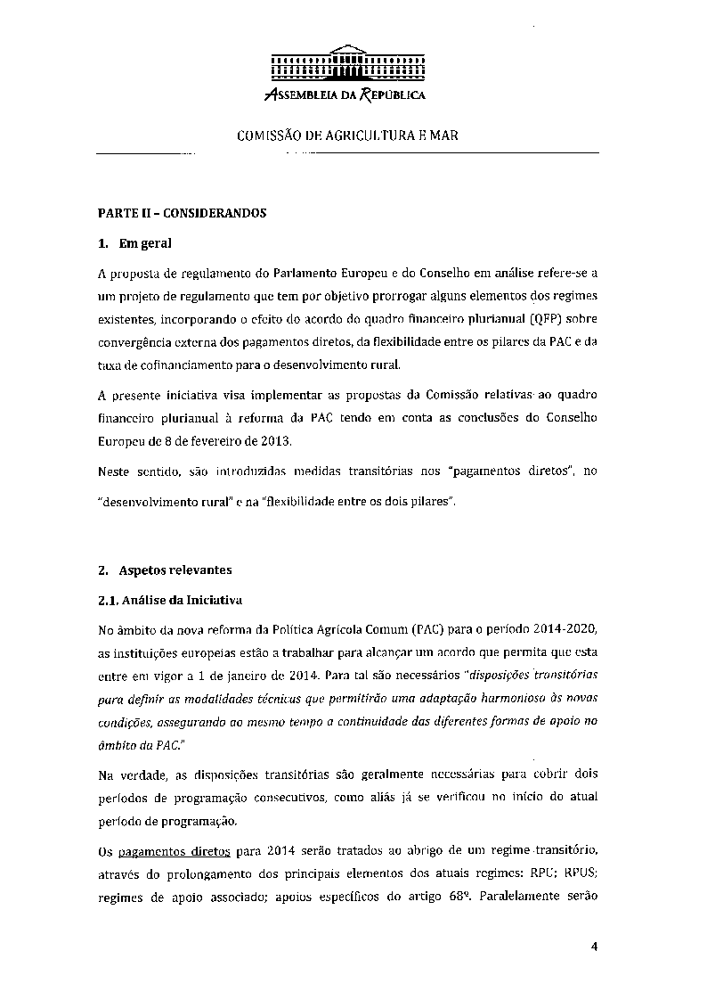 ASSEMBLEIA DA REPÚBLICA
COMISSÃO DE AGRICULTURA E MAR
PARTE II – CONSIDERANDOS
1. Em geral
A proposta de regulamento do Parlamento Europeu e do Conselho em análise refere-se a
um projeto de regulamento que tem por objetivo prorrogar alguns elementos dos regimes
existentes, incorporando o efeito do acordo do quadro financeiro plurianual (QFP) sobre
convergência externa dos pagamentos diretos, da flexibilidade entre os pilares da PAC e da
taxa de cofinanciamento para o desenvolvimento rural.
A presente iniciativa visa implementar as propostas da Comissão relativas ao quadro
financeiro plurianual à reforma da PAC tendo em conta as conclusões do Conselho
Europeu de 8 de fevereiro de 2013.
Neste sentido, são introduzidas medidas transitórias nos "pagamentos diretos", no
"desenvolvimento rural" e na "flexibilidade entre os dois pilares".
2. Aspetos relevantes
2.1. Análise da Iniciativa
No âmbito da nova reforma da Política Agrícola Comum (PAC) para o período 2014-2020,
as instituições europeias estão a trabalhar para alcançar um acordo que permita que esta
entre em vigor a 1 de janeiro de 2014. Para tal são necessários "disposições transitórias
para definir as modalidades técnicas que permitirão uma adaptação harmoniosa às novas
condições, assegurando ao mesmo tempo a continuidade das diferentes formas de apoio no
âmbito da PAC."
Na verdade, as disposições transitórias são geralmente necessárias para cobrir dois
períodos de programação consecutivos, como aliás já se verificou no início do atual
período de programação.
Os pagamentos diretos para 2014 serão tratados ao abrigo de um regime transitório,
através do prolongamento dos principais elementos dos atuais regimes: RPU; RPUS;
regimes de apoio associado; apoios específicos do artigo 68º. Paralelamente serão
4